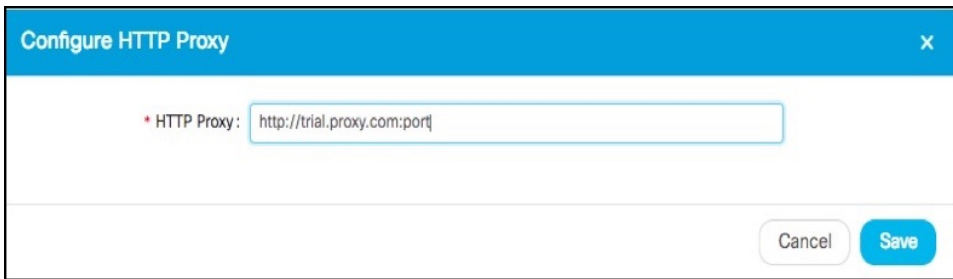 Configure HTTP Proxy x
* HTTP Proxy: http://trial.proxy.com:port
Cancel Save